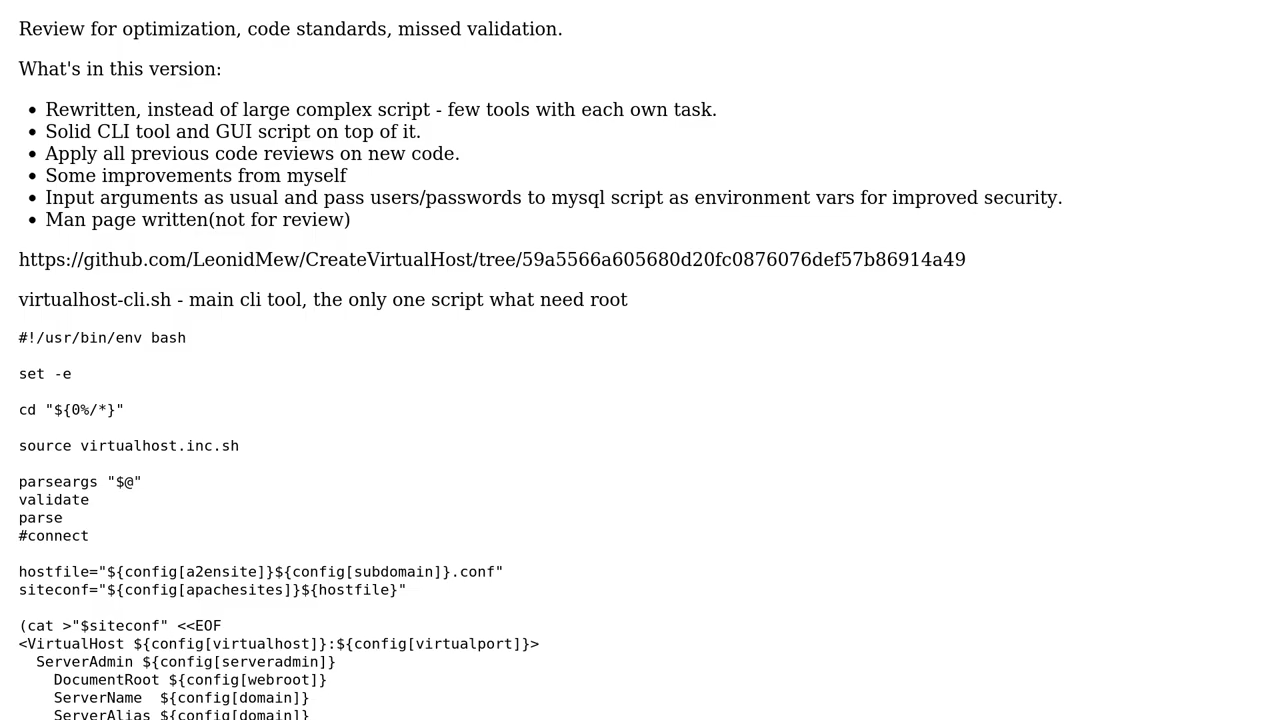 Review for optimization, code standards, missed validation.
What's in this version:
• Rewritten, instead of large complex script - few tools with each own task.
• Solid CLI tool and GUI script on top of it.
• Apply all previous code reviews on new code.
• Some improvements from myself
• Input arguments as usual and pass users/passwords to mysql script as environment vars for improved security.
• Man page written(not for review)
https://github.com/LeonidMew/CreateVirtualHost/tree/59a5566a605680d20fc0876076def57b86914a49
virtualhost-cli.sh - main cli tool, the only one script what need root
#!/usr/bin/env bash
set -e
cd "${0%/*}"
source virtualhost.inc.sh
parseargs "$@"
validate
parse
#connect
hostfile="${config[a2ensite]}${config[subdomain]}.conf"
siteconf="${config[apachesites]}${hostfile}"
(cat >"$siteconf" <<EOF
<VirtualHost ${config[virtualhost]}:${config[virtualport]}>
  ServerAdmin ${config[serveradmin]}
    DocumentRoot ${config[webroot]}
    ServerName  ${config[domain]}
    ServerAlias ${config[domain]}